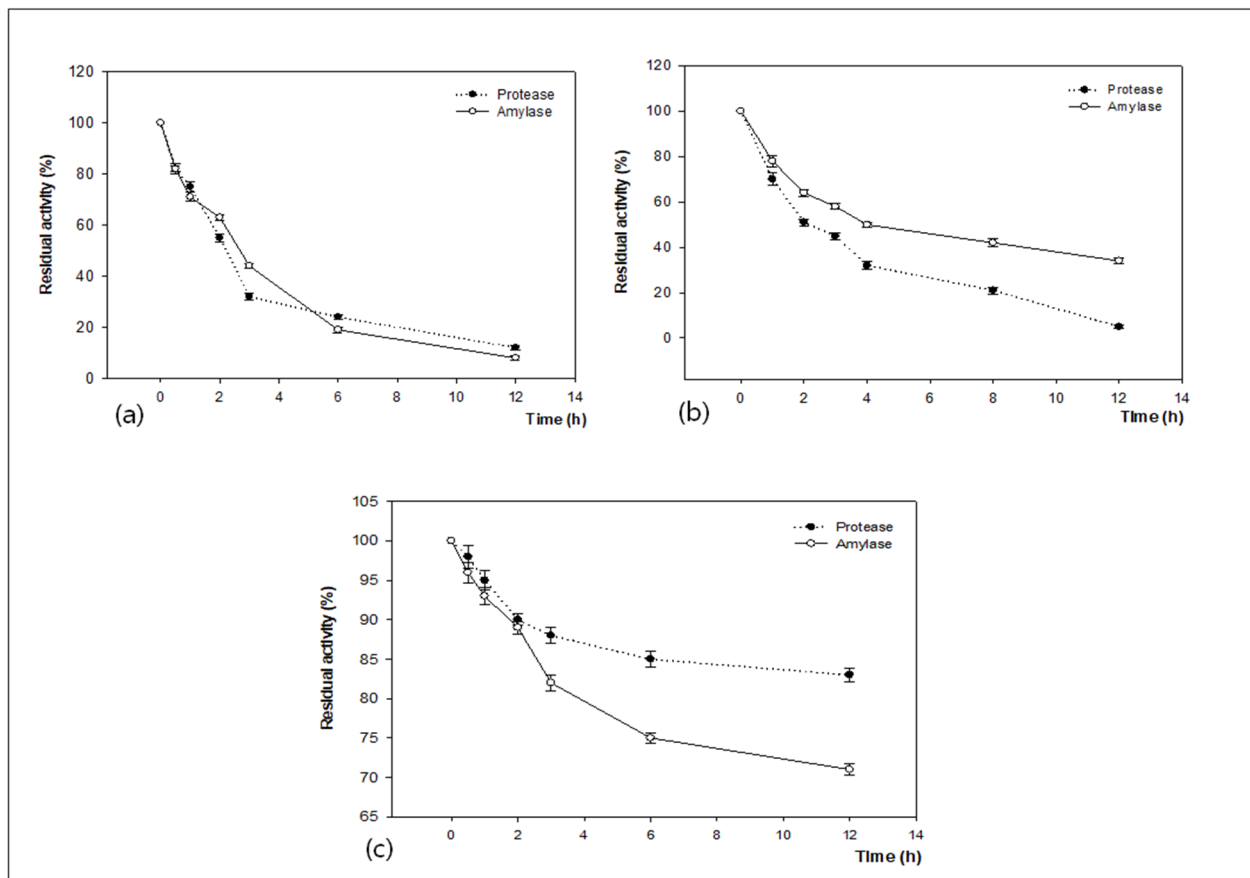 120
100
80
60
40
20
0
Residual activity (%)
Protease
Amylase
0 2 4 6 8 10 12 14
Time (h)
(a)
120
100
80
60
40
20
0
Residual activity (%)
Protease
Amylase
0 2 4 6 8 10 12 14
Time (h)
(b)
105
100
95
90
85
80
75
70
65
Residual activity (%)
Protease
Amylase
0 2 4 6 8 10 12 14
Time (h)
(c)